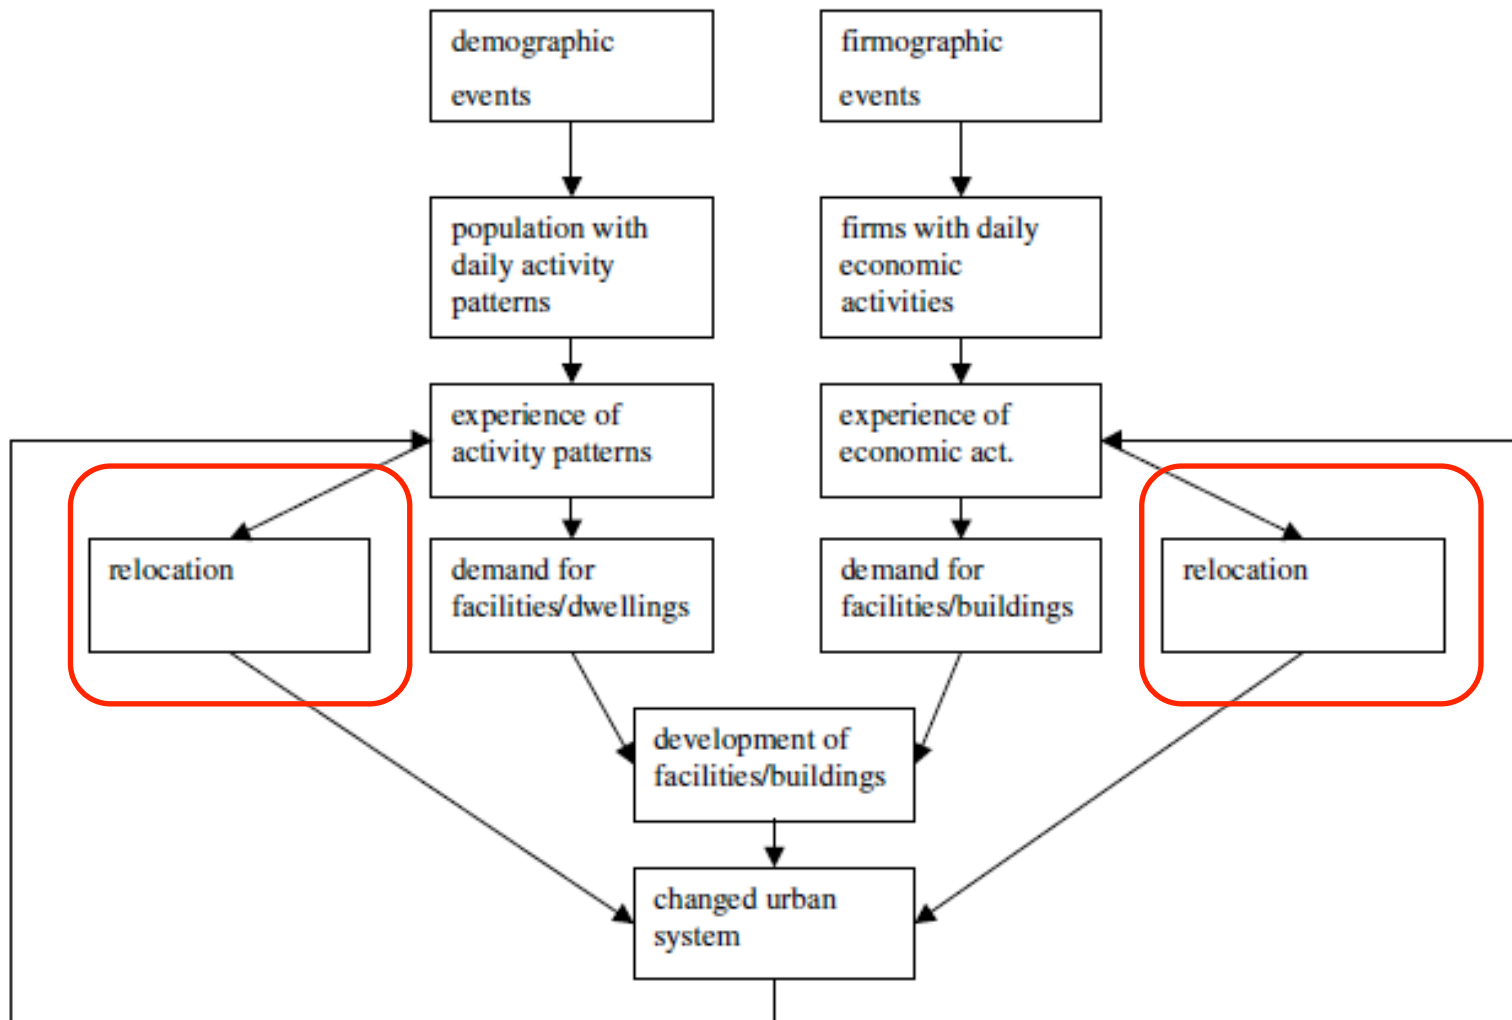 demographic
events
firmographic
events
population with
daily activity
patterns
firms with daily
economic
activities
experience of
activity patterns
experience of
economic act.
relocation
demand for
facilities/dwellings
demand for
facilities/buildings
relocation
development of
facilities/buildings
changed urban
system